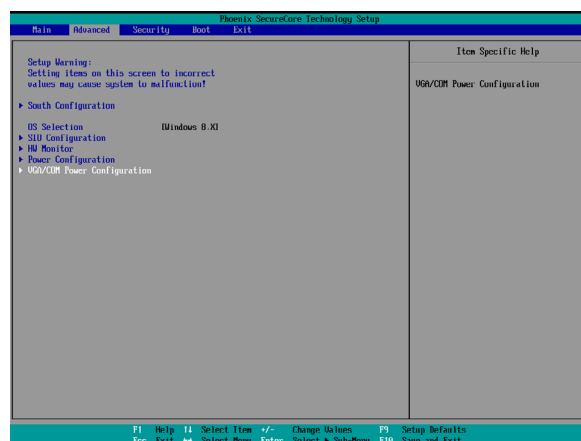 Phoenix SecureCore Technology Setup
Main Advanced Security Boot Exit
Item Specific Help
Setup Warning:
Setting items on this screen to incorrect
values may cause system to malfunction!
VGA/COM Power Configuration
▶ South Configuration
OS Selection [Windows 8.X]
▶ SIO Configuration
▶ HW Monitor
▶ Power Configuration
▶ VGA/COM Power Configuration
F1 Help ↑↓ Select Item +/- Change Values F9 Setup Defaults
Esc Exit ↔ Select Menu Enter Select ▶ Sub-Menu F10 Save and Exit